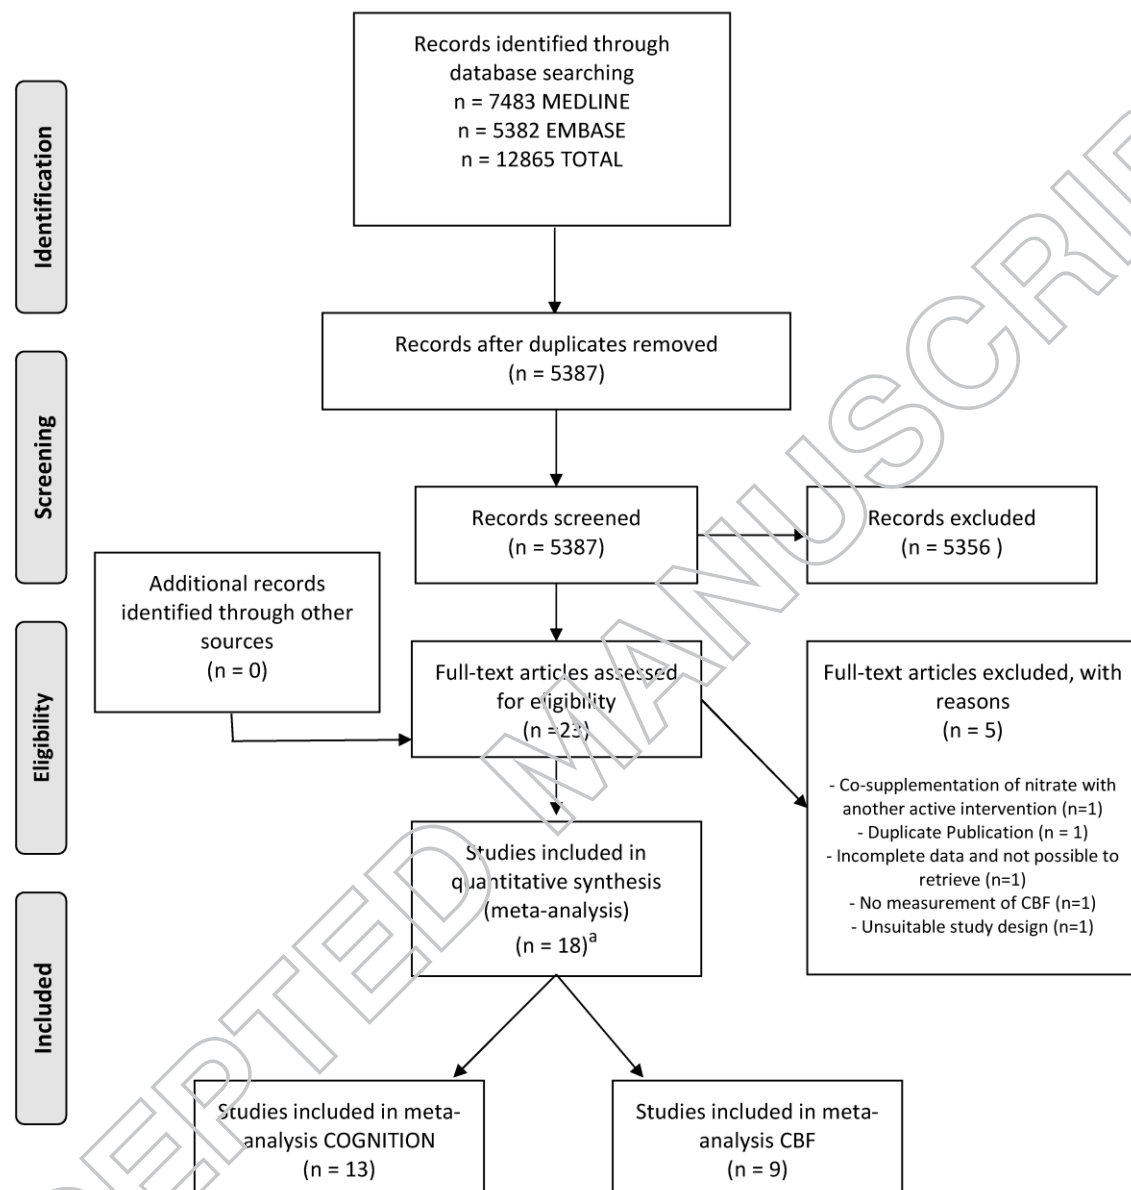 Records identified through
database searching
n = 7483 MEDLINE
n = 5382 EMBASE
n = 12865 TOTAL
Identification
Records after duplicates removed
(n = 5387)
Screening
Records screened
(n = 5387)
Records excluded
(n = 5356 )
Additional records
identified through other
sources
(n = 0)
Full-text articles assessed
for eligibility
(n =23)
Full-text articles excluded, with
reasons
(n = 5)
- Co-supplementation of nitrate with
another active intervention (n=1)
- Duplicate Publication (n = 1)
- Incomplete data and not possible to
retrieve (n=1)
- No measurement of CBF (n=1)
- Unsuitable study design (n=1)
Eligibility
Studies included in
quantitative synthesis
(meta-analysis)
(n = 18)a
Included
Studies included in meta-
analysis COGNITION
(n = 13)
Studies included in meta-
analysis CBF
(n = 9)
EPTED MANUSCRIP